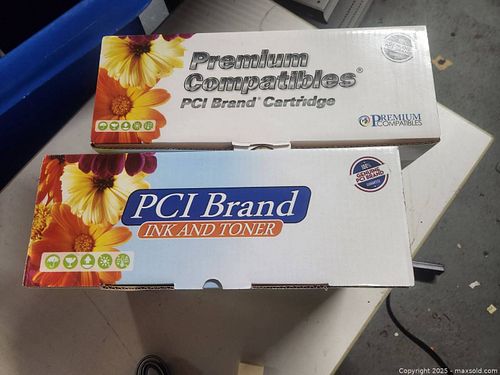 Premium
Compatibles®
PCI Brand® Cartridge
PREMIUM
COMPATIBLES
PCI Brand
INK AND TONER
100%
GENUINE
PCI BRAND
Copyright 2025 - maxsold.com